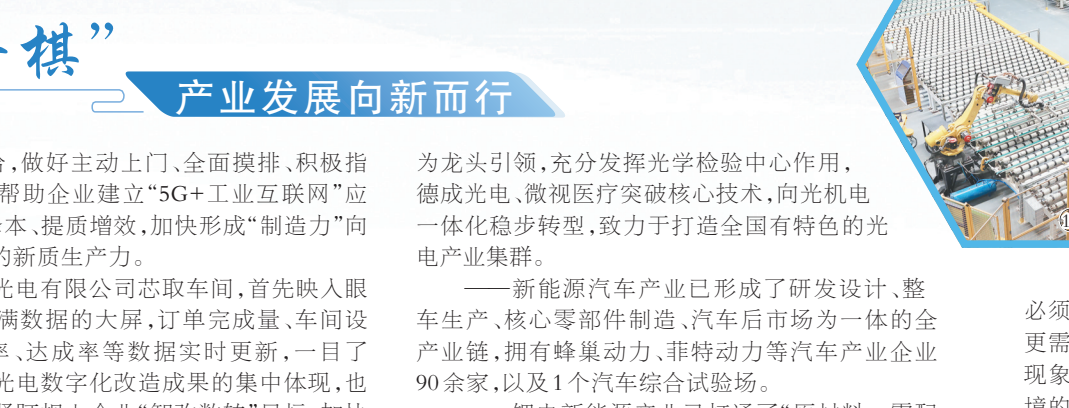 棋”
产业发展向新而行
，做好主动上门、全面摸排、积极指
帮助企业建立“5G+工业互联网”应
本、提质增效，加快形成“制造力”向
的新质生产力。
光电有限公司芯取车间，首先映入眼
满数据的大屏，订单完成量、车间设
率、达成率等数据实时更新，一目了
光电数字化改造成果的集中体现，也
为龙头引领，充分发挥光学检验中心作用，
德成光电、微视医疗突破核心技术，向光机电
一体化稳步转型，致力于打造全国有特色的光
电产业集群。
——新能源汽车产业已形成了研发设计、整
车生产、核心零部件制造、汽车后市场为一体的全
产业链，拥有蜂巢动力、菲特动力等汽车产业企业
90余家，以及1个汽车综合试验场。
①
必须
更需
现象